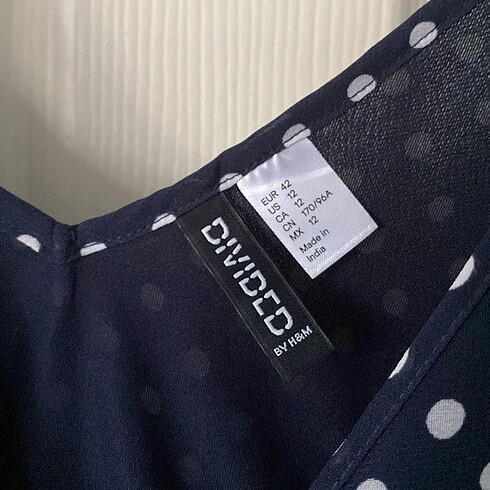 EUR 42
US 12
CA 12
CN 170/96A
MX 12
Made in
India
DIVIDED
BY H&M